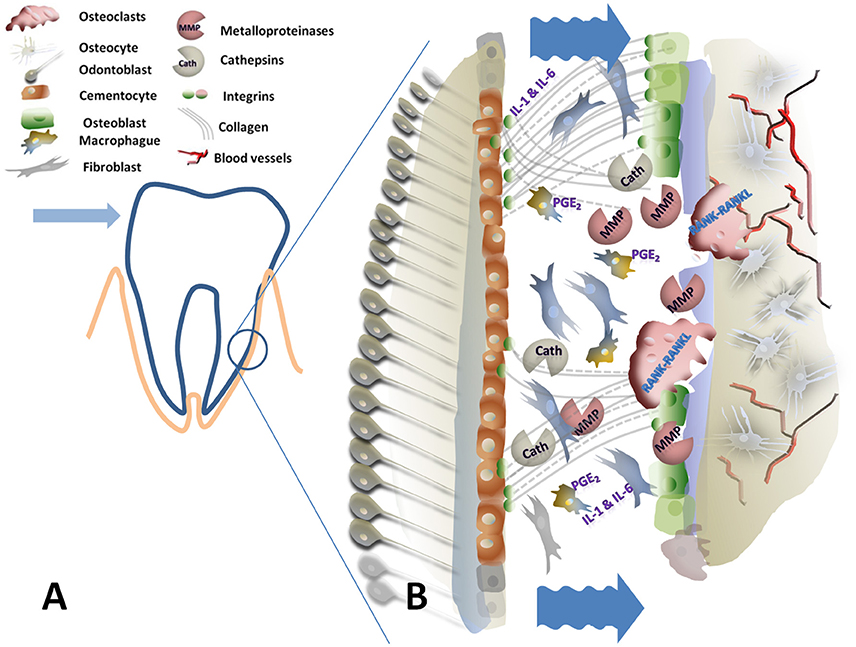 Osteoclasts
Osteocyte
Odontoblast
Cementocyte
Osteoblast
Macrophague
Fibroblast
MMP
Metalloproteinases
Cath
Cathepsins
Integrins
Collagen
Blood vessels
A
IL-1 & IL-6
Cath
PGE₂
MMP
MMP
RANK-RANKL
PGE₂
MMP
Cath
RANK-RANKL
MMP
Cath
MMP
PGE₂
IL-1 & IL-6
B